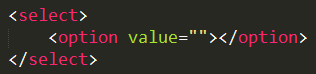 <select>
    <option value=""></option>
</select>